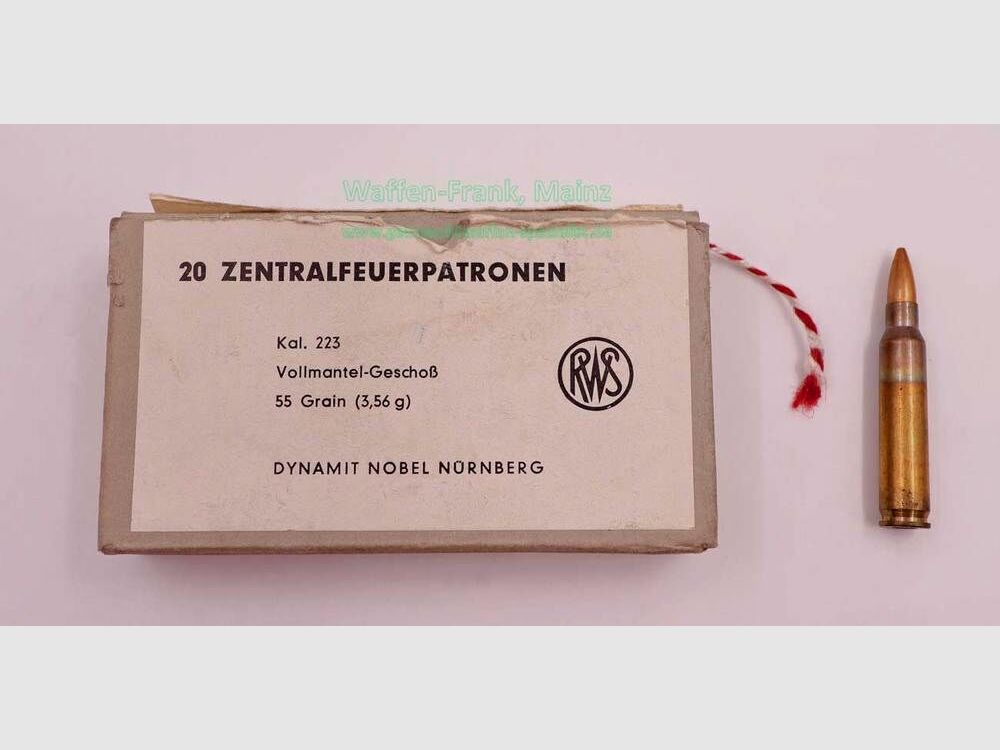 Waffen-Frank, Mainz
20 ZENTRALFEUERPATRONEN
Kal. 223
Vollmantel-Geschoß
55 Grain (3,56 g)
RWS
DYNAMIT NOBEL NÜRNBERG